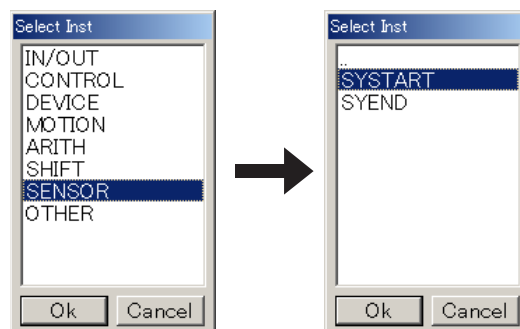 Select Inst
IN/OUT
CONTROL
DEVICE
MOTION
ARITH
SHIFT
SENSOR
OTHER
Ok
Cancel
Select Inst
..
SYSTART
SYEND
Ok
Cancel